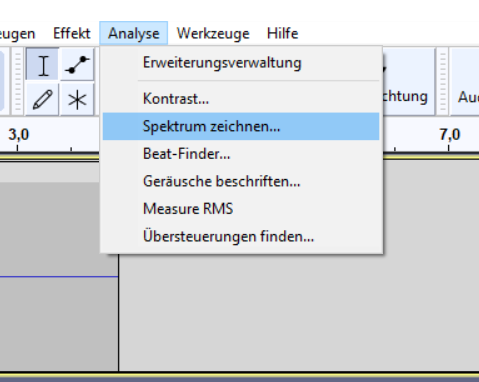 ugen Effekt Analyse Werkzeuge Hilfe
Erweiterungsverwaltung
Kontrast...
chtung Au
Spektrum zeichnen...
3,0 7,0
Beat-Finder...
Geräusche beschriften...
Measure RMS
Übersteuerungen finden...